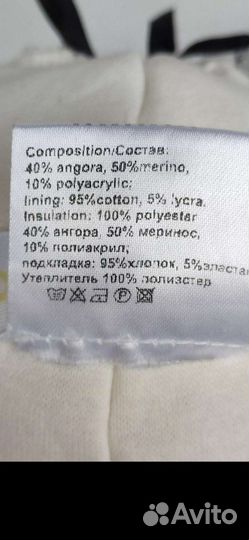 Composition/Состав:
40% angora, 50%merino,
10% polyacrylic;
lining: 95%cotton, 5% lycra.
Insulation: 100% polyester
40% ангора, 50% меринос,
10% полиакрил;
подкладка: 95%хлопок, 5%эласта
Утеплитель 100% полиэстер
Avito